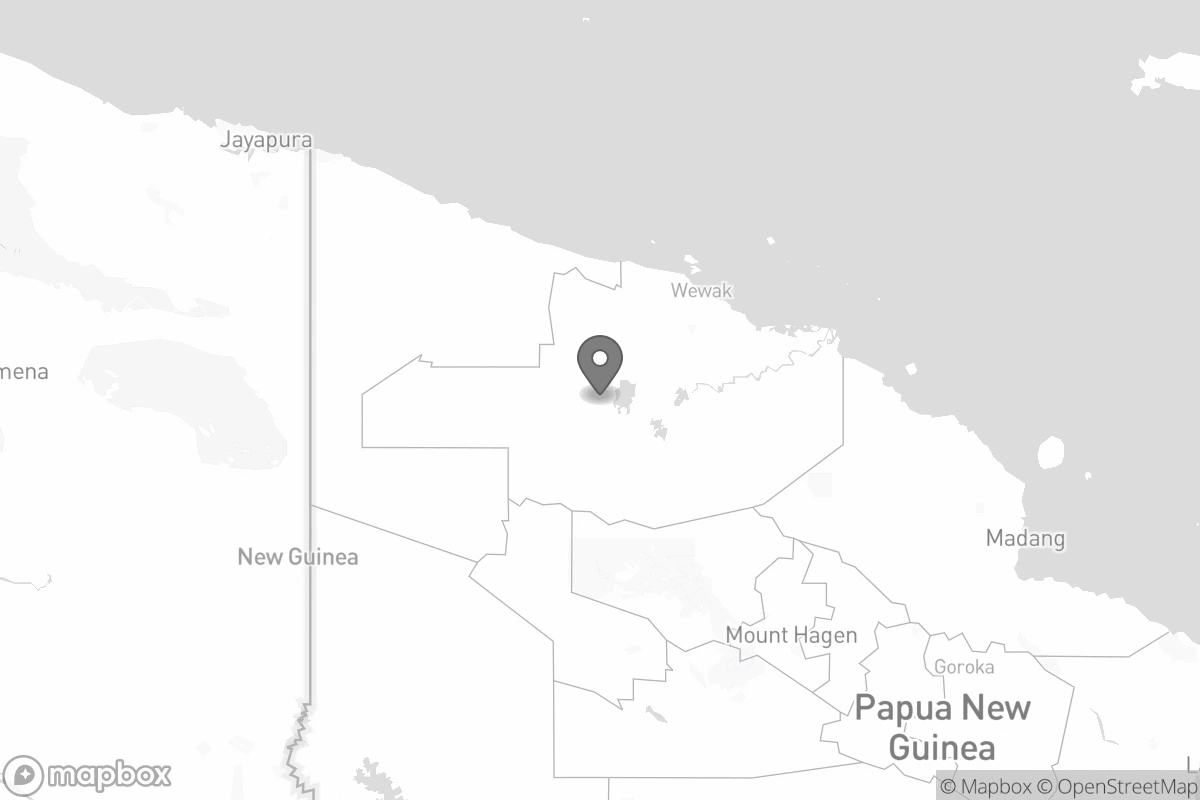 Jayapura
Wewak
mena
Madang
New Guinea
Mount Hagen
Goroka
Papua New
Guinea
L
mapbox
© Mapbox © OpenStreetMap